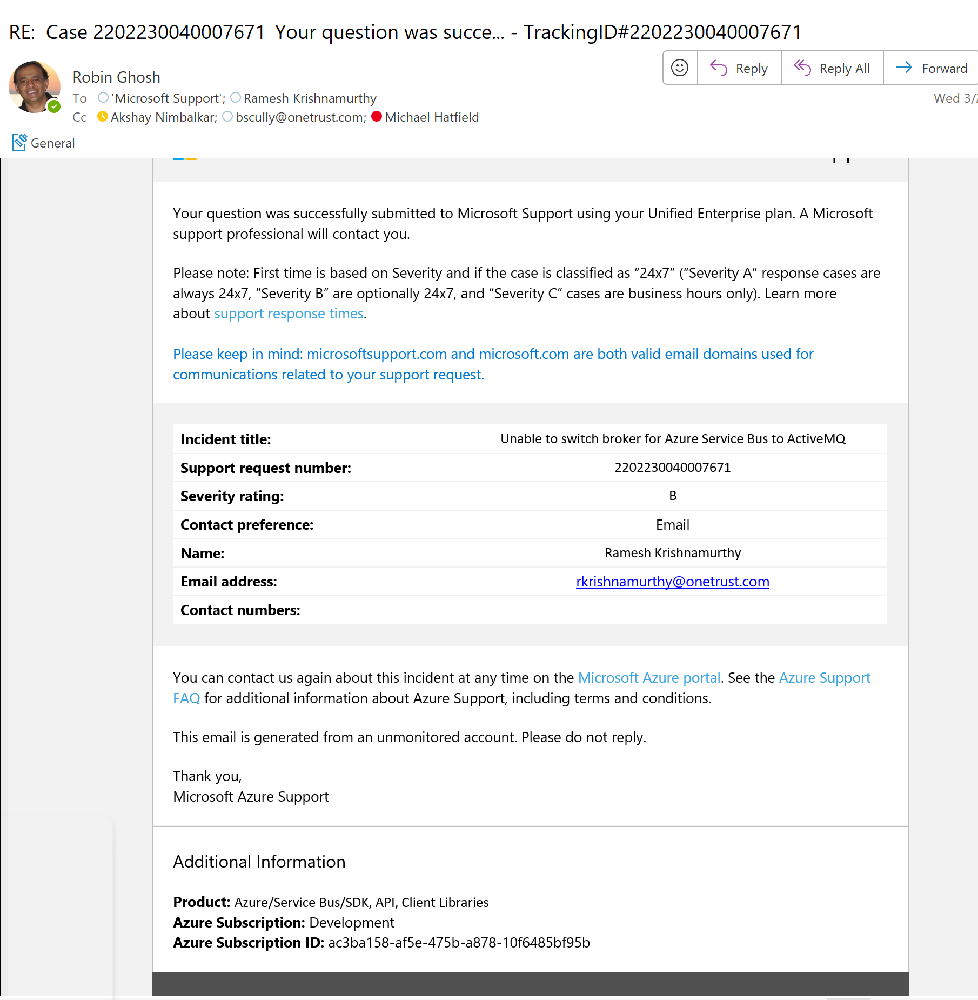 RE: Case 2202230040007671 Your question was succe... - TrackingID#2202230040007671
Reply
Reply All
Forward
Robin Ghosh
To 'Microsoft Support'; Ramesh Krishnamurthy
Wed 3/
Cc Akshay Nimbalkar; bscully@onetrust.com; Michael Hatfield
General
Your question was successfully submitted to Microsoft Support using your Unified Enterprise plan. A Microsoft
support professional will contact you.
Please note: First time is based on Severity and if the case is classified as “24x7” (“Severity A” response cases are
always 24x7, “Severity B” are optionally 24x7, and “Severity C” cases are business hours only). Learn more
about support response times.
Please keep in mind: microsoftsupport.com and microsoft.com are both valid email domains used for
communications related to your support request.
Incident title: Unable to switch broker for Azure Service Bus to ActiveMQ
Support request number: 2202230040007671
Severity rating: B
Contact preference: Email
Name: Ramesh Krishnamurthy
Email address: rkrishnamurthy@onetrust.com
Contact numbers:
You can contact us again about this incident at any time on the Microsoft Azure portal. See the Azure Support
FAQ for additional information about Azure Support, including terms and conditions.
This email is generated from an unmonitored account. Please do not reply.
Thank you,
Microsoft Azure Support
Additional Information
Product: Azure/Service Bus/SDK, API, Client Libraries
Azure Subscription: Development
Azure Subscription ID: ac3ba158-af5e-475b-a878-10f6485bf95b